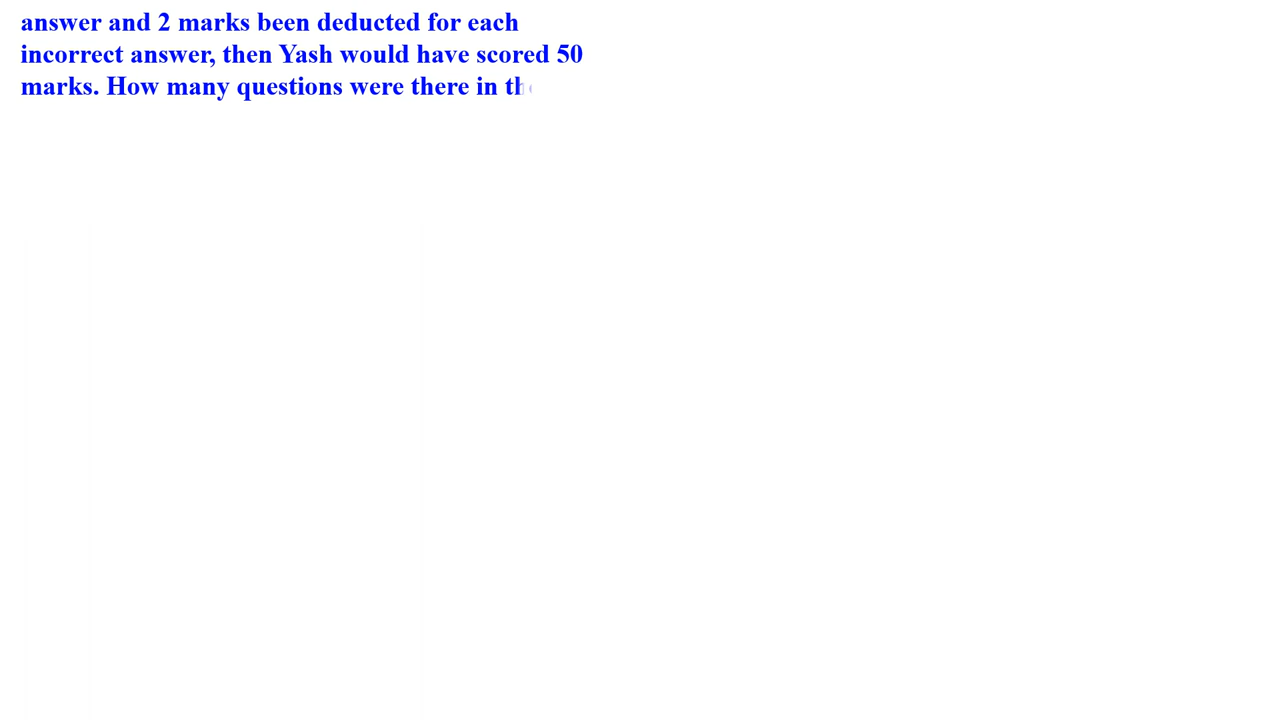 answer and 2 marks been deducted for each
incorrect answer, then Yash would have scored 50
marks. How many questions were there in